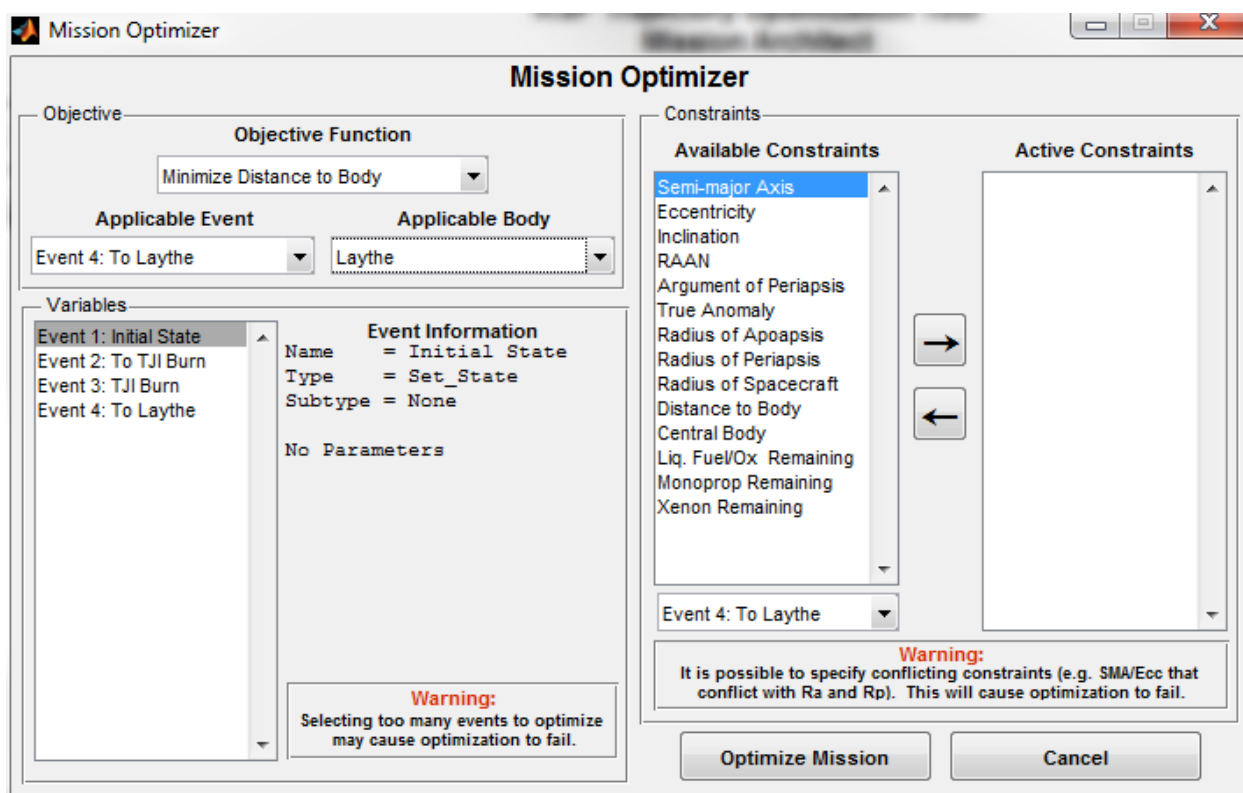 Mission Optimizer
Mission Architect
Mission Optimizer
Objective
Objective Function
Minimize Distance to Body
Applicable Event
Applicable Body
Event 4: To Laythe
Laythe
Variables
Event 1: Initial State
Event 2: To TJI Burn
Event 3: TJI Burn
Event 4: To Laythe
Event Information
Name = Initial State
Type = Set_State
Subtype = None
No Parameters
Warning:
Selecting too many events to optimize
may cause optimization to fail.
Constraints
Available Constraints
Semi-major Axis
Eccentricity
Inclination
RAAN
Argument of Periapsis
True Anomaly
Radius of Apoapsis
Radius of Periapsis
Radius of Spacecraft
Distance to Body
Central Body
Liq. Fuel/Ox Remaining
Monoprop Remaining
Xenon Remaining
Event 4: To Laythe
→
←
Active Constraints
Warning:
It is possible to specify conflicting constraints (e.g. SMA/Ecc that
conflict with Ra and Rp). This will cause optimization to fail.
Optimize Mission
Cancel